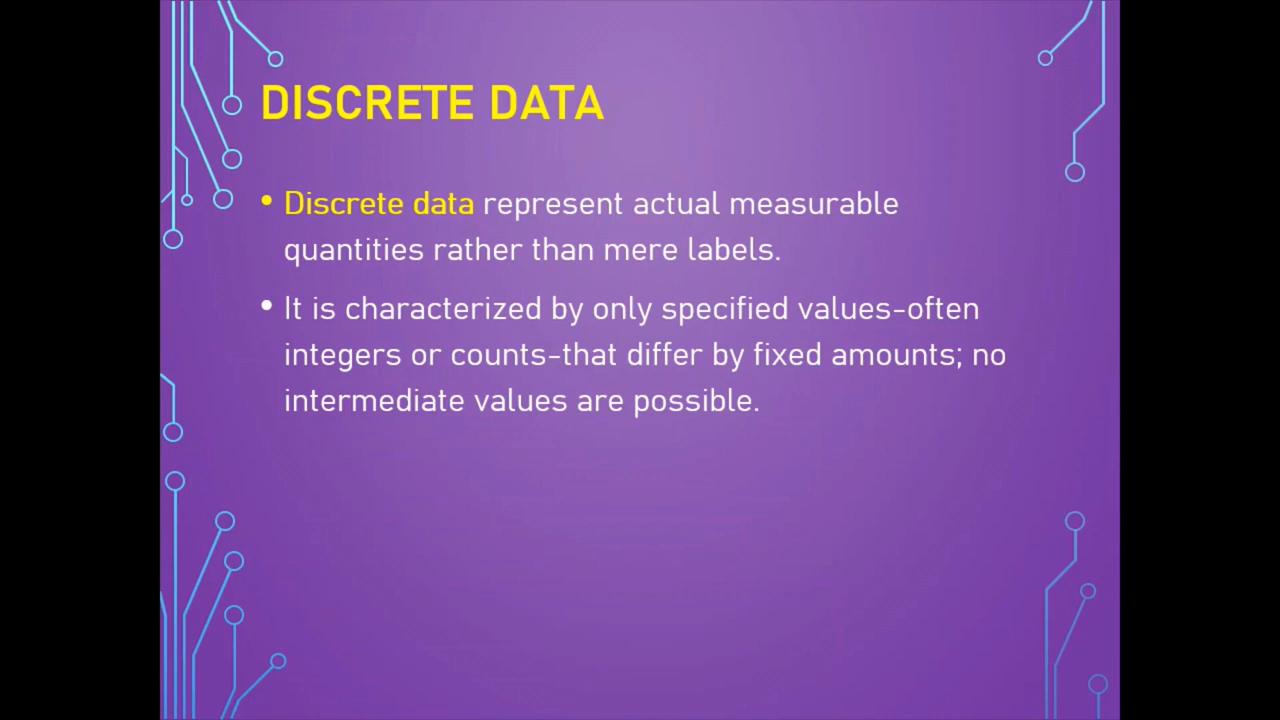 DISCRETE DATA
• Discrete data represent actual measurable
quantities rather than mere labels.
• It is characterized by only specified values-often
integers or counts-that differ by fixed amounts; no
intermediate values are possible.